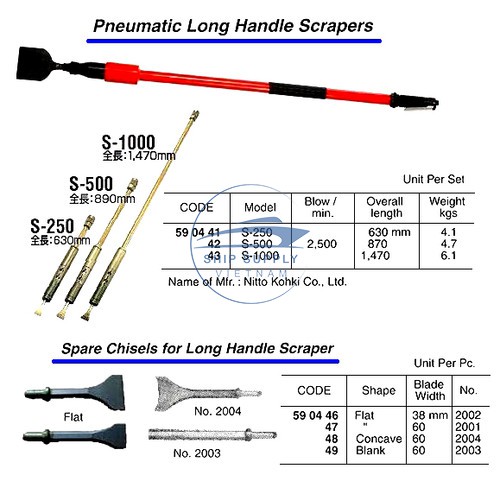 Pneumatic Long Handle Scrapers
S-1000
全長:1,470mm
S-500
全長:890mm
S-250
全長:630mm
Unit Per Set
CODE Model Blow / min. Overall length Weight kgs
59 04 41 S-250 2,500 630 mm 4.1
42 S-500 870 4.7
43 S-1000 1,470 6.1
SHIP SUPPLY
VIETNAM
Name of Mfr. : Nitto Kohki Co., Ltd.
Spare Chisels for Long Handle Scraper
Unit Per Pc.
Flat
No. 2004
No. 2003
CODE Shape Blade Width No.
59 04 46 Flat 38 mm 2002
47 " 60 2001
48 Concave 60 2004
49 Blank 60 2003